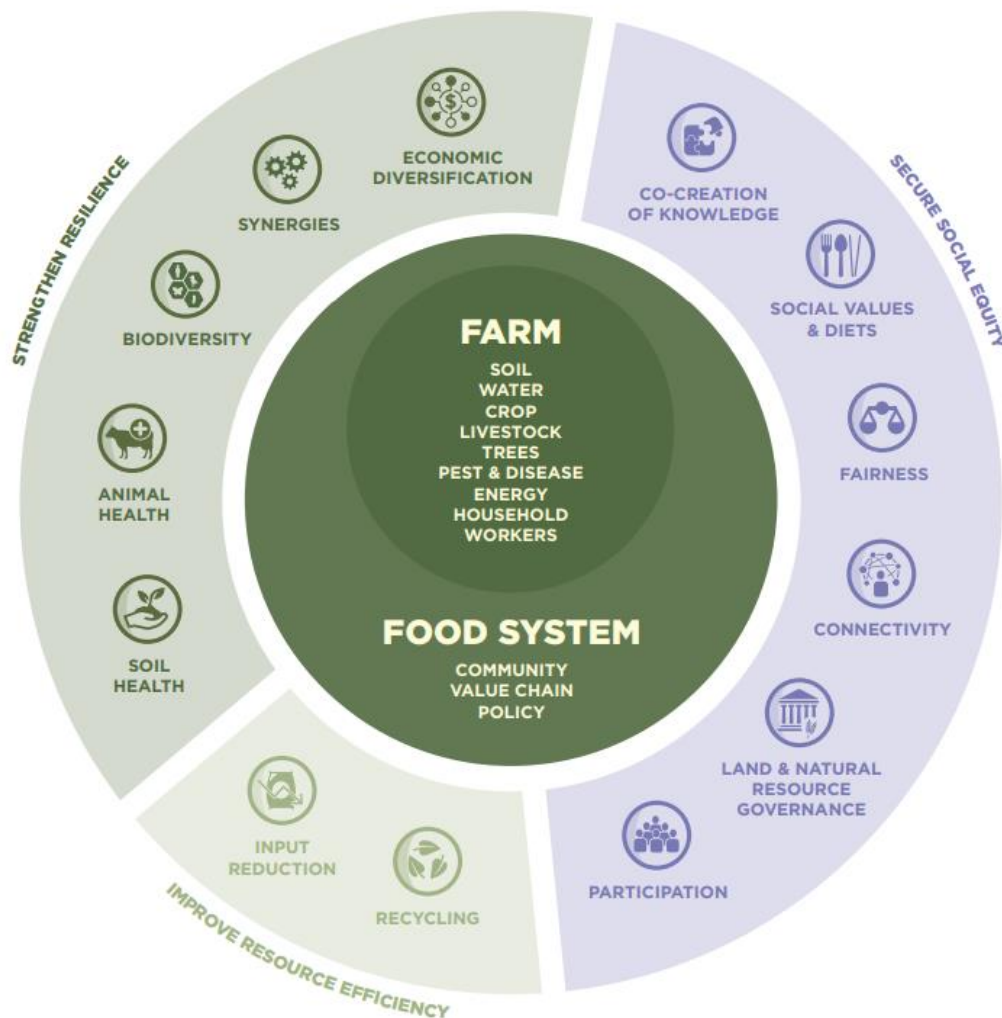 STRENGTHEN RESILIENCE
ECONOMIC
DIVERSIFICATION
SYNERGIES
BIODIVERSITY
ANIMAL
HEALTH
SOIL
HEALTH
IMPROVE RESOURCE EFFICIENCY
INPUT
REDUCTION
RECYCLING
SECURE SOCIAL EQUITY
CO-CREATION
OF KNOWLEDGE
SOCIAL VALUES
& DIETS
FAIRNESS
CONNECTIVITY
LAND & NATURAL
RESOURCE
GOVERNANCE
PARTICIPATION
FARM
SOIL
WATER
CROP
LIVESTOCK
TREES
PEST & DISEASE
ENERGY
HOUSEHOLD
WORKERS
FOOD SYSTEM
COMMUNITY
VALUE CHAIN
POLICY
$